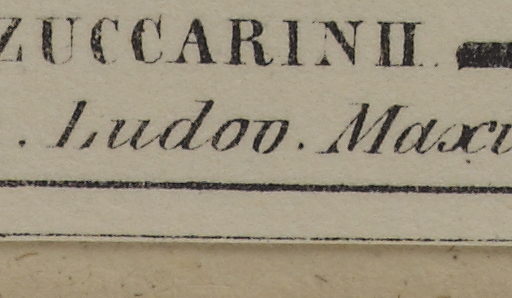 ZUCCARINII.
. Ludov. Maxi